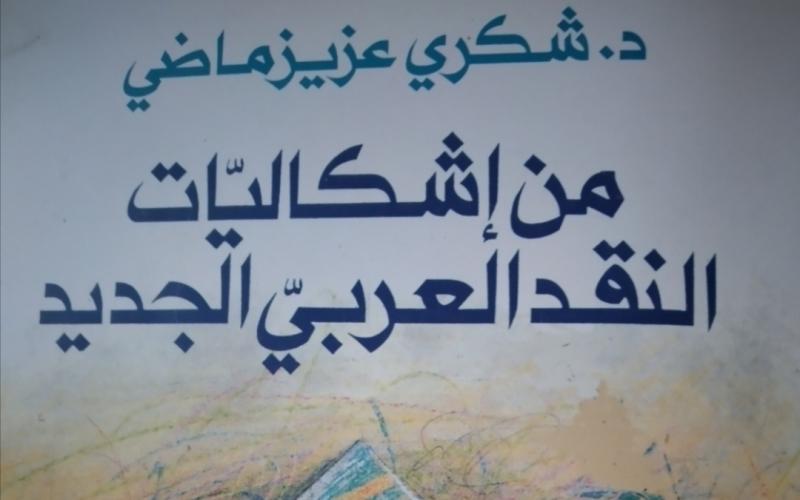 د. شكري عزيز ماضي
من إشكاليّات
النقد العربيّ الجديد